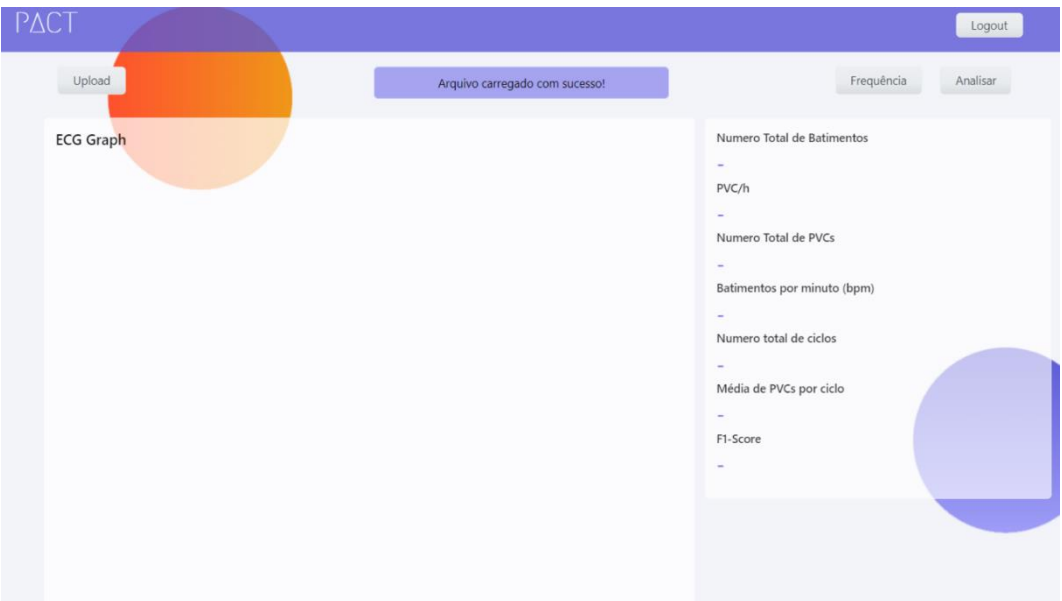 PACT
Logout
Upload
Arquivo carregado com sucesso!
Frequência
Analisar
ECG Graph
Numero Total de Batimentos
-
PVC/h
-
Numero Total de PVCs
-
Batimentos por minuto (bpm)
-
Numero total de ciclos
-
Média de PVCs por ciclo
-
F1-Score
-